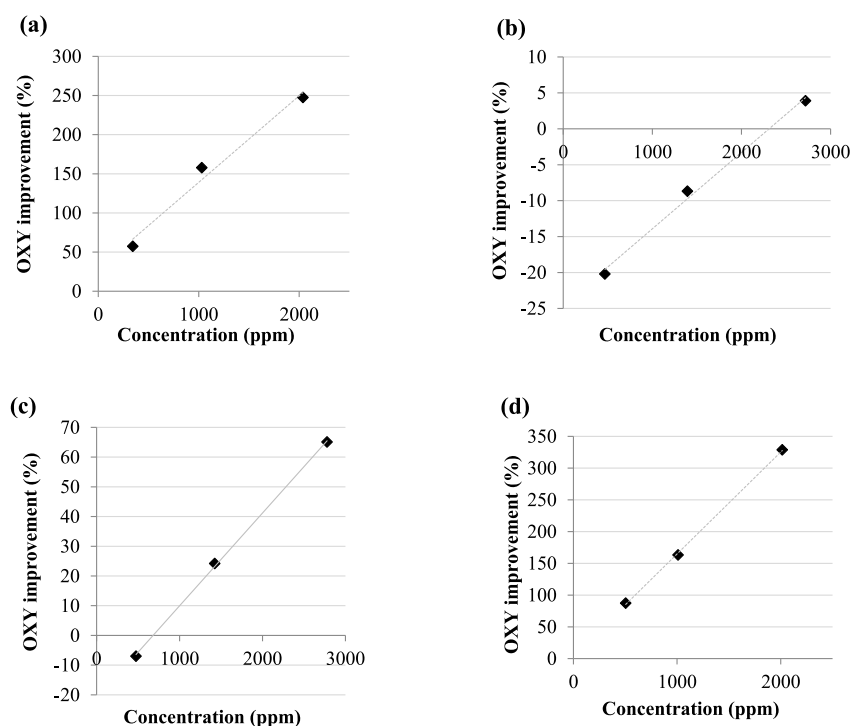 (a)
OXY improvement (%)
300
250
200
150
100
50
0
0 1000 2000
Concentration (ppm)
(b)
OXY improvement (%)
10
5
0
0 1000 2000 3000
-5
-10
-15
-20
-25
Concentration (ppm)
(c)
OXY improvement (%)
70
60
50
40
30
20
10
0
0 1000 2000 3000
-10
-20
Concentration (ppm)
(d)
OXY improvement (%)
350
300
250
200
150
100
50
0
0 1000 2000
Concentration (ppm)